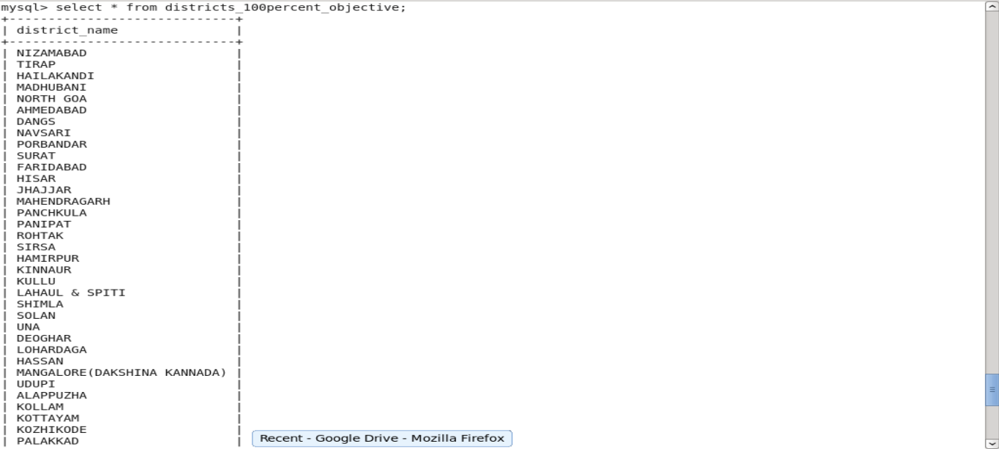 mysql> select * from districts_100percent_objective;
+-----------------------------+
| district_name               |
+-----------------------------+
| NIZAMABAD                   |
| TIRAP                       |
| HAILAKANDI                  |
| MADHUBANI                   |
| NORTH GOA                   |
| AHMEDABAD                   |
| DANGS                       |
| NAVSARI                     |
| PORBANDAR                   |
| SURAT                       |
| FARIDABAD                   |
| HISAR                       |
| JHAJJAR                     |
| MAHENDRAGARH                |
| PANCHKULA                   |
| PANIPAT                     |
| ROHTAK                      |
| SIRSA                       |
| HAMIRPUR                    |
| KINNAUR                     |
| KULLU                       |
| LAHAUL & SPITI              |
| SHIMLA                      |
| SOLAN                       |
| UNA                         |
| DEOGHAR                     |
| LOHARDAGA                   |
| HASSAN                      |
| MANGALORE(DAKSHINA KANNADA) |
| UDUPI                       |
| ALAPPUZHA                   |
| KOLLAM                      |
| KOTTAYAM                    |
| KOZHIKODE                   |
| PALAKKAD                    |
Recent - Google Drive - Mozilla Firefox